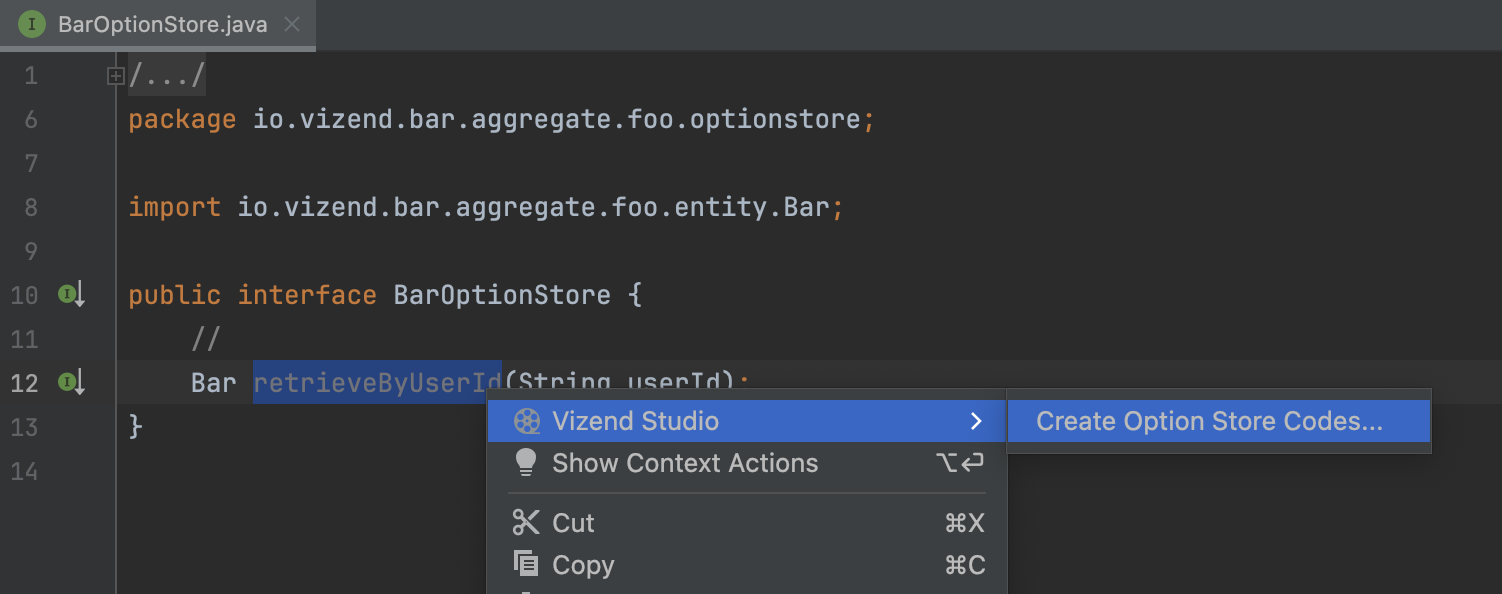 I BarOptionStore.java
1 /.../
6 package io.vizend.bar.aggregate.foo.optionstore;
7
8 import io.vizend.bar.aggregate.foo.entity.Bar;
9
10 public interface BarOptionStore {
11 //
12 Bar retrieveByUserId(String userId);
13 }
14
Vizend Studio
Create Option Store Codes...
Show Context Actions ⌥⏎
Cut ⌘X
Copy ⌘C